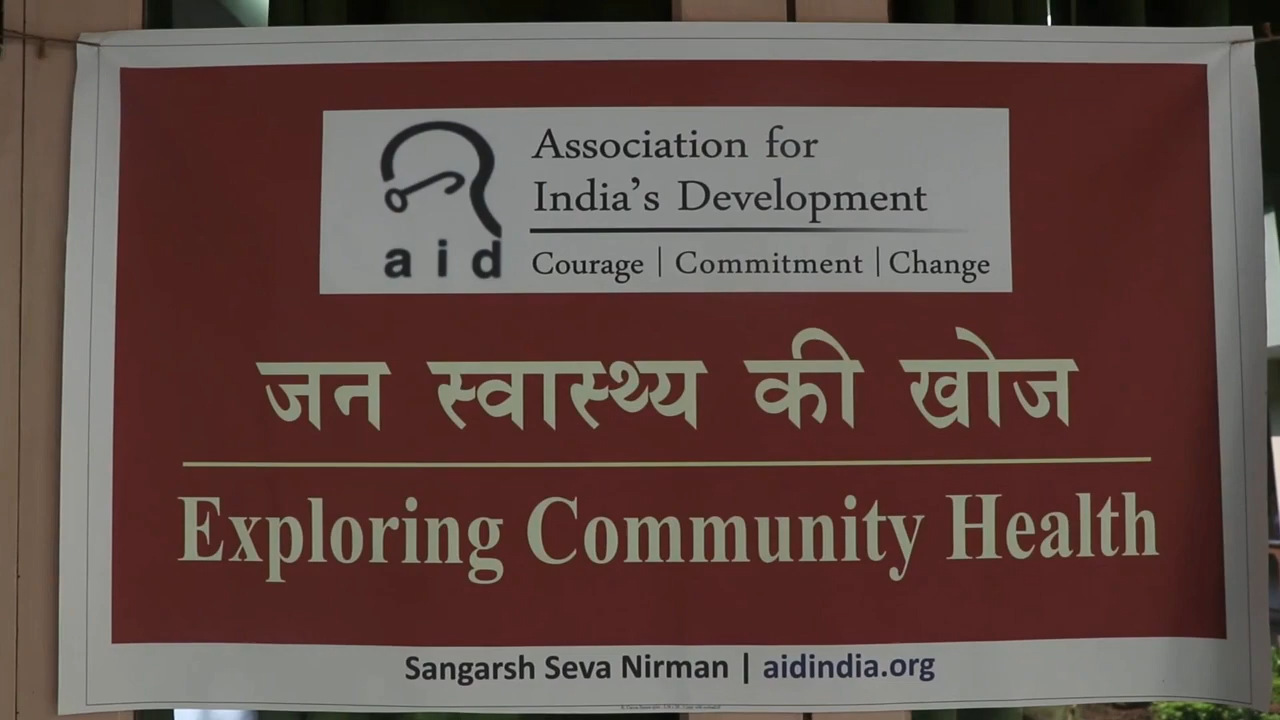 Association for
India's Development
aid
Courage | Commitment | Change
जन स्वास्थ्य की खोज
Exploring Community Health
Sangarsh Seva Nirman | aidindia.org